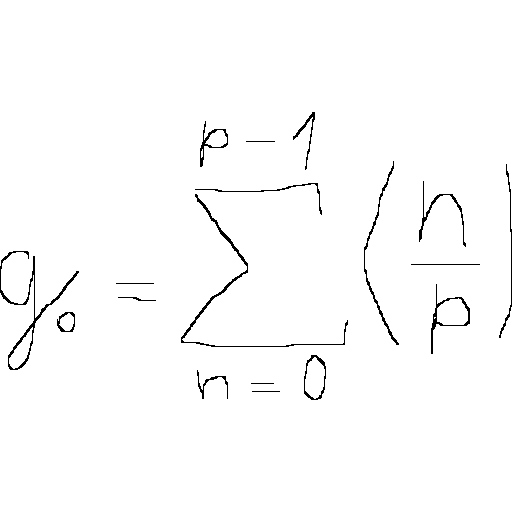 g_0 = \sum_{n=0}^{p-1} \left( \frac{n}{p} \right)